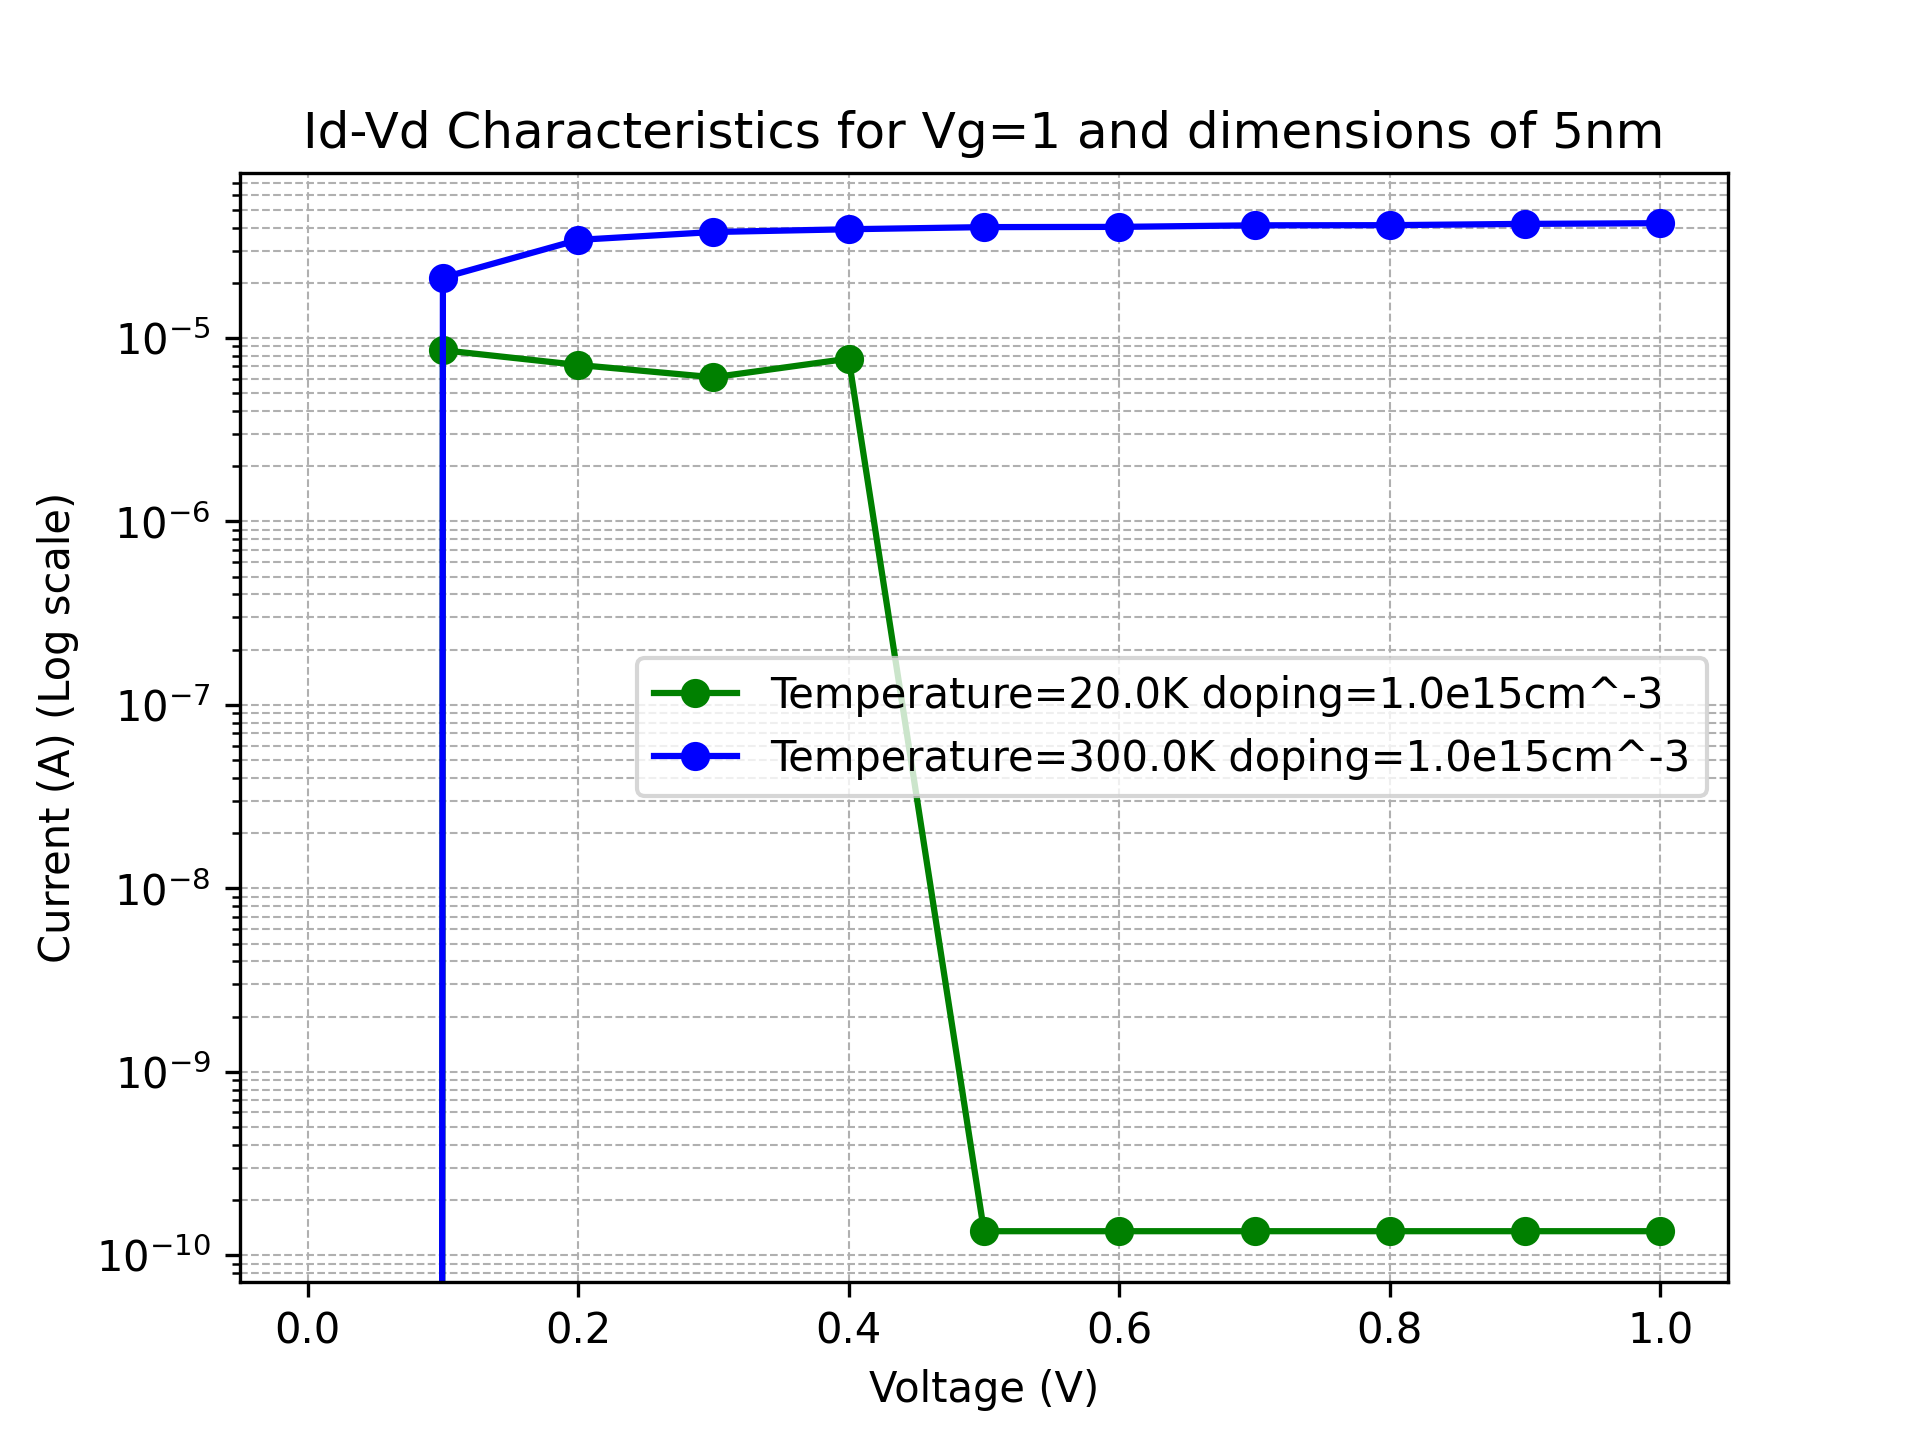 Id-Vd Characteristics for Vg=1 and dimensions of 5nm
Current (A) (Log scale)
10⁻⁵
10⁻⁶
10⁻⁷
10⁻⁸
10⁻⁹
10⁻¹⁰
Temperature=20.0K doping=1.0e15cm^-3
Temperature=300.0K doping=1.0e15cm^-3
0.0 0.2 0.4 0.6 0.8 1.0
Voltage (V)